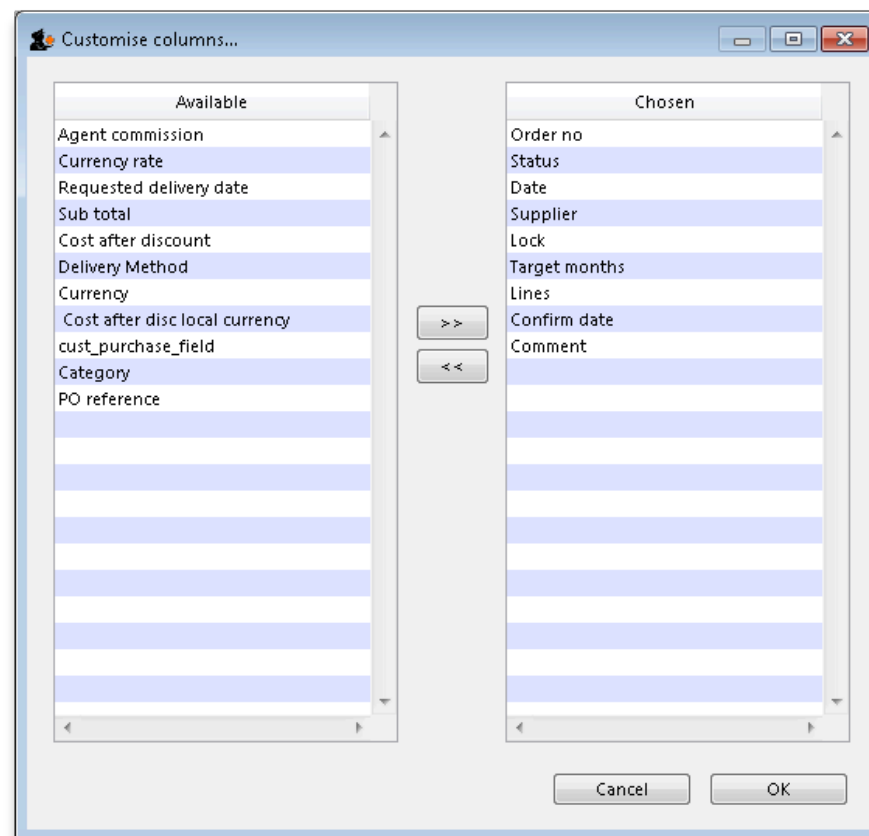 Customise columns...
Available
Agent commission
Currency rate
Requested delivery date
Sub total
Cost after discount
Delivery Method
Currency
Cost after disc local currency
cust_purchase_field
Category
PO reference
>>
<<
Chosen
Order no
Status
Date
Supplier
Lock
Target months
Lines
Confirm date
Comment
Cancel
OK